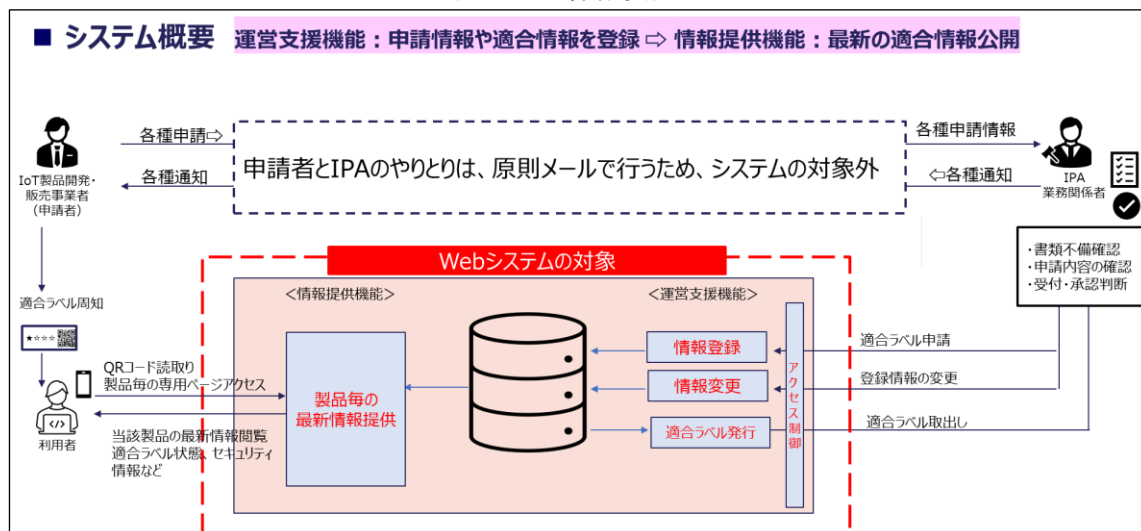 ■ システム概要 運営支援機能：申請情報や適合情報を登録 ⇨ 情報提供機能：最新の適合情報公開
各種申請⇨
各種通知
IoT製品開発・
販売事業者
（申請者）
申請者とIPAのやりとりは、原則メールで行うため、システムの対象外
各種申請情報
⇦各種通知
IPA
業務関係者
・書類不備確認
・申請内容の確認
・受付・承認判断
Webシステムの対象
＜情報提供機能＞
＜運営支援機能＞
適合ラベル周知
★☆☆☆
QRコード読取り
製品毎の専用ページアクセス
利用者
当該製品の最新情報閲覧
適合ラベル状態、セキュリティ
情報など
製品毎の
最新情報提供
情報登録
情報変更
適合ラベル発行
アクセス制御
適合ラベル申請
登録情報の変更
適合ラベル取出し